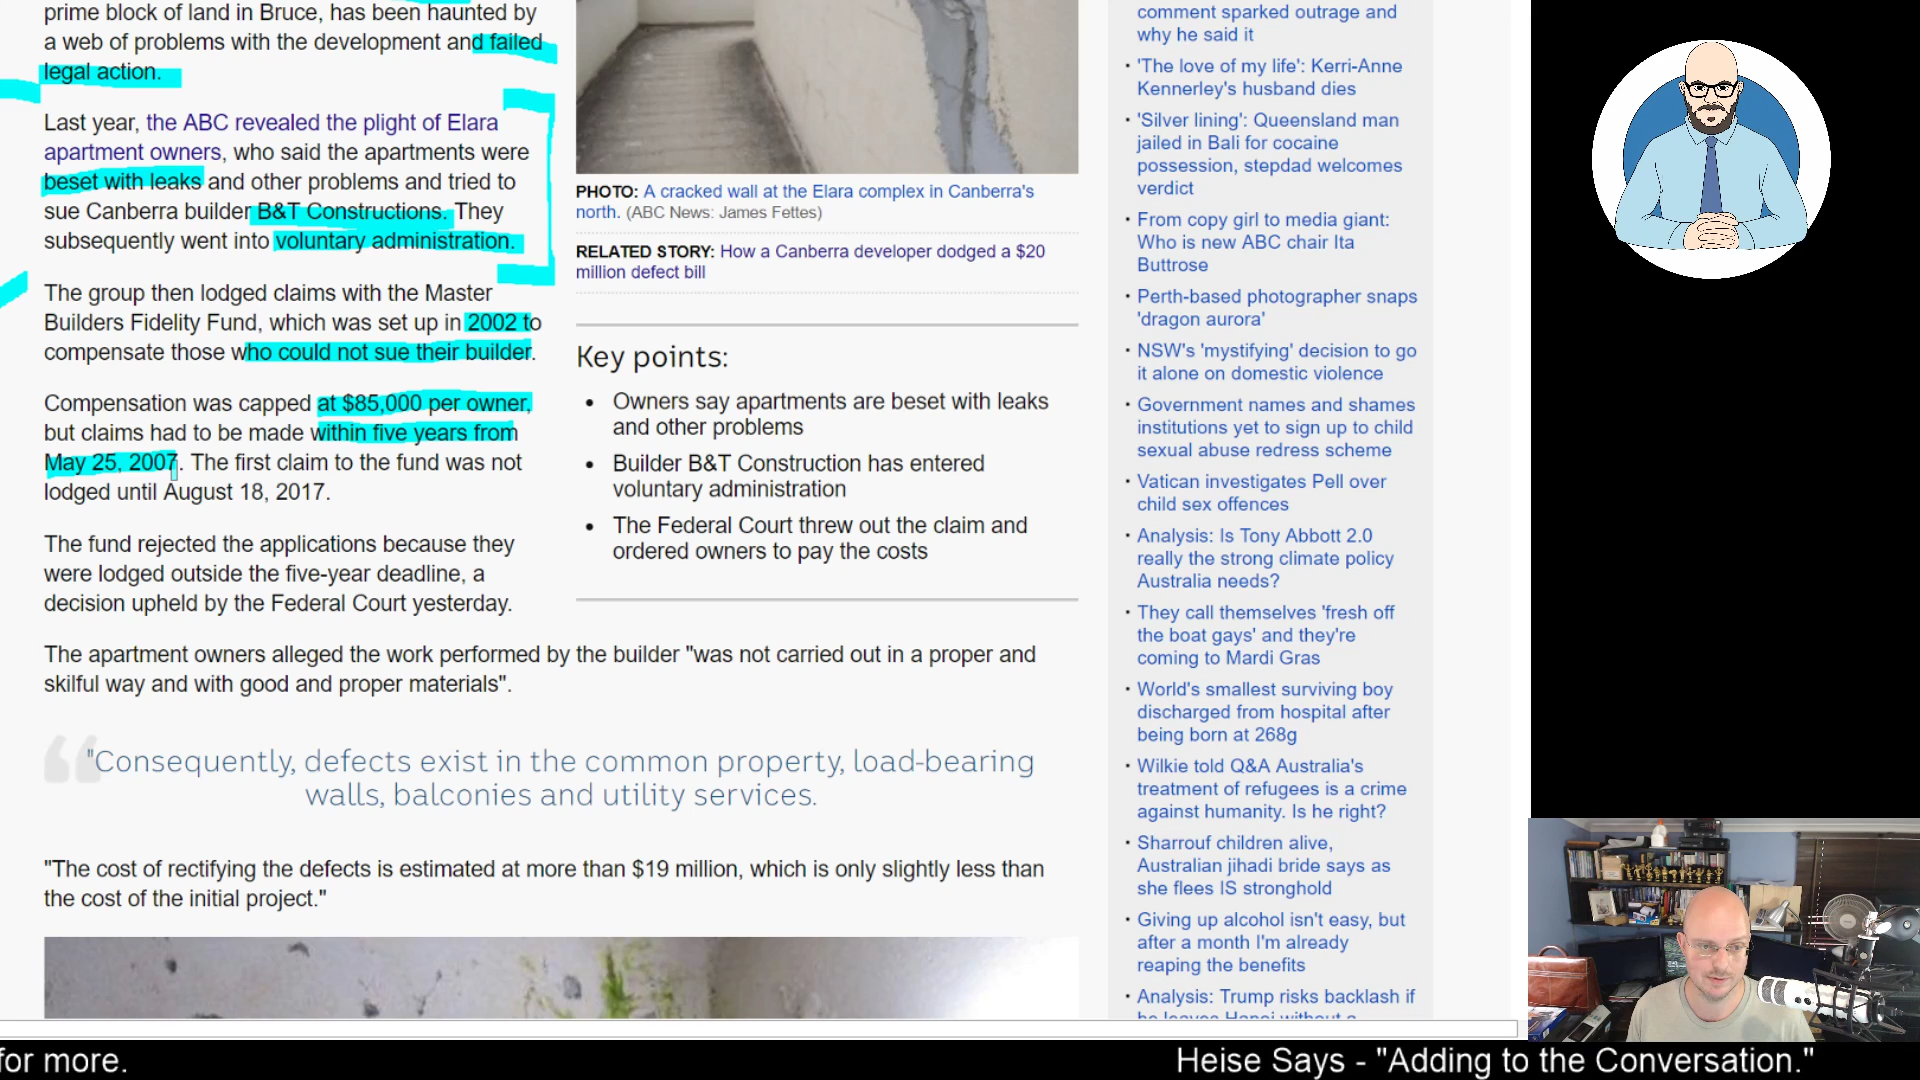 prime block of land in Bruce, has been haunted by
a web of problems with the development and failed
legal action.
Last year, the ABC revealed the plight of Elara
apartment owners, who said the apartments were
beset with leaks and other problems and tried to
sue Canberra builder B&T Constructions. They
subsequently went into voluntary administration.
The group then lodged claims with the Master
Builders Fidelity Fund, which was set up in 2002 to
compensate those who could not sue their builder.
Compensation was capped at $85,000 per owner,
but claims had to be made within five years from
May 25, 2007. The first claim to the fund was not
lodged until August 18, 2017.
The fund rejected the applications because they
were lodged outside the five-year deadline, a
decision upheld by the Federal Court yesterday.
The apartment owners alleged the work performed by the builder "was not carried out in a proper and
skilful way and with good and proper materials".
"Consequently, defects exist in the common property, load-bearing
walls, balconies and utility services.
"The cost of rectifying the defects is estimated at more than $19 million, which is only slightly less than
the cost of the initial project."
PHOTO: A cracked wall at the Elara complex in Canberra's
north. (ABC News: James Fettes)
RELATED STORY: How a Canberra developer dodged a $20
million defect bill
Key points:
• Owners say apartments are beset with leaks
and other problems
• Builder B&T Construction has entered
voluntary administration
• The Federal Court threw out the claim and
ordered owners to pay the costs
comment sparked outrage and
why he said it
· 'The love of my life': Kerri-Anne
Kennerley's husband dies
· 'Silver lining': Queensland man
jailed in Bali for cocaine
possession, stepdad welcomes
verdict
· From copy girl to media giant:
Who is new ABC chair Ita
Buttrose
· Perth-based photographer snaps
'dragon aurora'
· NSW's 'mystifying' decision to go
it alone on domestic violence
· Government names and shames
institutions yet to sign up to child
sexual abuse redress scheme
· Vatican investigates Pell over
child sex offences
· Analysis: Is Tony Abbott 2.0
really the strong climate policy
Australia needs?
· They call themselves 'fresh off
the boat gays' and they're
coming to Mardi Gras
· World's smallest surviving boy
discharged from hospital after
being born at 268g
· Wilkie told Q&A Australia's
treatment of refugees is a crime
against humanity. Is he right?
· Sharrouf children alive,
Australian jihadi bride says as
she flees IS stronghold
· Giving up alcohol isn't easy, but
after a month I'm already
reaping the benefits
· Analysis: Trump risks backlash if
he leaves Hanoi without a
for more.
Heise Says - "Adding to the Conversation."